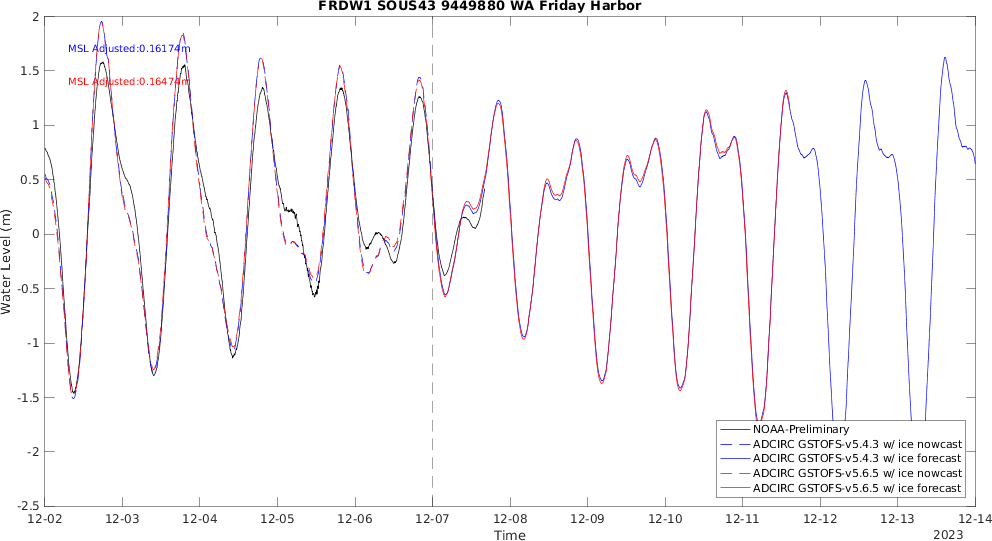 FRDW1 SOUS43 9449880 WA Friday Harbor
2
1.5
1
0.5
0
-0.5
-1
-1.5
-2
-2.5
Water Level (m)
MSL Adjusted:0.16174m
MSL Adjusted:0.16474m
NOAA-Preliminary
ADCIRC GSTOFS-v5.4.3 w/ ice nowcast
ADCIRC GSTOFS-v5.4.3 w/ ice forecast
ADCIRC GSTOFS-v5.6.5 w/ ice nowcast
ADCIRC GSTOFS-v5.6.5 w/ ice forecast
12-02 12-03 12-04 12-05 12-06 12-07 12-08 12-09 12-10 12-11 12-12 12-13 12-14
Time
2023